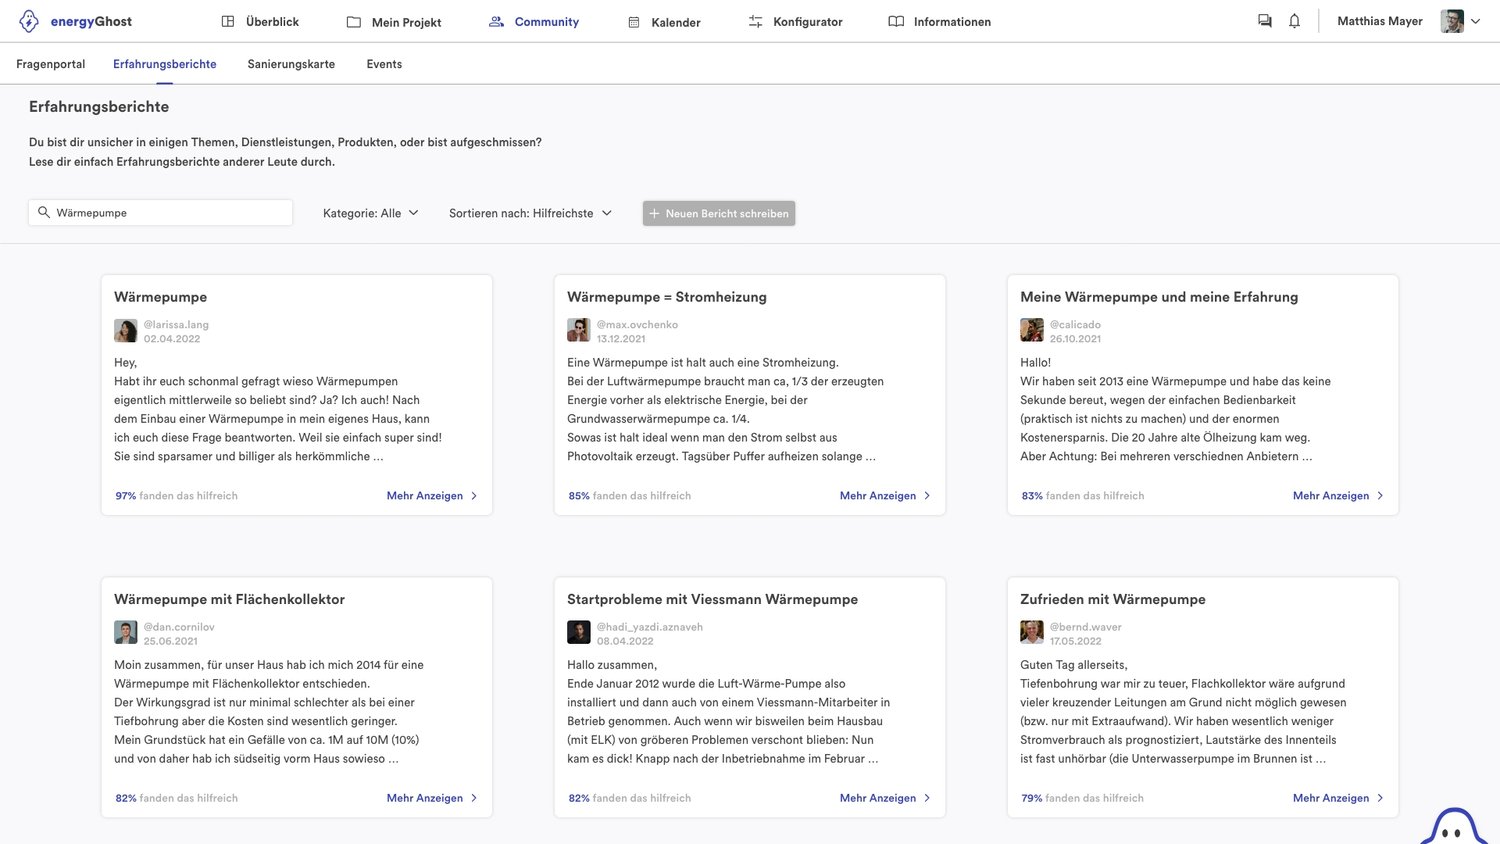 energyGhost
Überblick
Mein Projekt
Community
Kalender
Konfigurator
Informationen
Matthias Mayer
Fragenportal
Erfahrungsberichte
Sanierungskarte
Events
Erfahrungsberichte
Du bist dir unsicher in einigen Themen, Dienstleistungen, Produkten, oder bist aufgeschmissen?
Lese dir einfach Erfahrungsberichte anderer Leute durch.
Wärmepumpe
Kategorie: Alle
Sortieren nach: Hilfreichste
+ Neuen Bericht schreiben
Wärmepumpe
@larissa.lang
02.04.2022
Hey,
Habt ihr euch schonmal gefragt wieso Wärmepumpen
eigentlich mittlerweile so beliebt sind? Ja? Ich auch! Nach
dem Einbau einer Wärmepumpe in mein eigenes Haus, kann
ich euch diese Frage beantworten. Weil sie einfach super sind!
Sie sind sparsamer und billiger als herkömmliche ...
97% fanden das hilfreich
Mehr Anzeigen
Wärmepumpe = Stromheizung
@max.ovchenko
13.12.2021
Eine Wärmepumpe ist halt auch eine Stromheizung.
Bei der Luftwärmepumpe braucht man ca, 1/3 der erzeugten
Energie vorher als elektrische Energie, bei der
Grundwasserwärmepumpe ca. 1/4.
Sowas ist halt ideal wenn man den Strom selbst aus
Photovoltaik erzeugt. Tagsüber Puffer aufheizen solange ...
85% fanden das hilfreich
Mehr Anzeigen
Meine Wärmepumpe und meine Erfahrung
@calicado
26.10.2021
Hallo!
Wir haben seit 2013 eine Wärmepumpe und habe das keine
Sekunde bereut, wegen der einfachen Bedienbarkeit
(praktisch ist nichts zu machen) und der enormen
Kostenersparnis. Die 20 Jahre alte Ölheizung kam weg.
Aber Achtung: Bei mehreren verschiednen Anbietern ...
83% fanden das hilfreich
Mehr Anzeigen
Wärmepumpe mit Flächenkollektor
@dan.cornilov
25.06.2021
Moin zusammen, für unser Haus hab ich mich 2014 für eine
Wärmepumpe mit Flächenkollektor entschieden.
Der Wirkungsgrad ist nur minimal schlechter als bei einer
Tiefbohrung aber die Kosten sind wesentlich geringer.
Mein Grundstück hat ein Gefälle von ca. 1M auf 10M (10%)
und von daher hab ich südseitig vorm Haus sowieso ...
82% fanden das hilfreich
Mehr Anzeigen
Startprobleme mit Viessmann Wärmepumpe
@hadi_yazdi.aznaveh
08.04.2022
Hallo zusammen,
Ende Januar 2012 wurde die Luft-Wärme-Pumpe also
installiert und dann auch von einem Viessmann-Mitarbeiter in
Betrieb genommen. Auch wenn wir bisweilen beim Hausbau
(mit ELK) von gröberen Problemen verschont blieben: Nun
kam es dick! Knapp nach der Inbetriebnahme im Februar ...
82% fanden das hilfreich
Mehr Anzeigen
Zufrieden mit Wärmepumpe
@bernd.waver
17.05.2022
Guten Tag allerseits,
Tiefenbohrung war mir zu teuer, Flachkollektor wäre aufgrund
vieler kreuzender Leitungen am Grund nicht möglich gewesen
(bzw. nur mit Extraaufwand). Wir haben wesentlich weniger
Stromverbrauch als prognostiziert, Lautstärke des Innenteils
ist fast unhörbar (die Unterwasserpumpe im Brunnen ist ...
79% fanden das hilfreich
Mehr Anzeigen